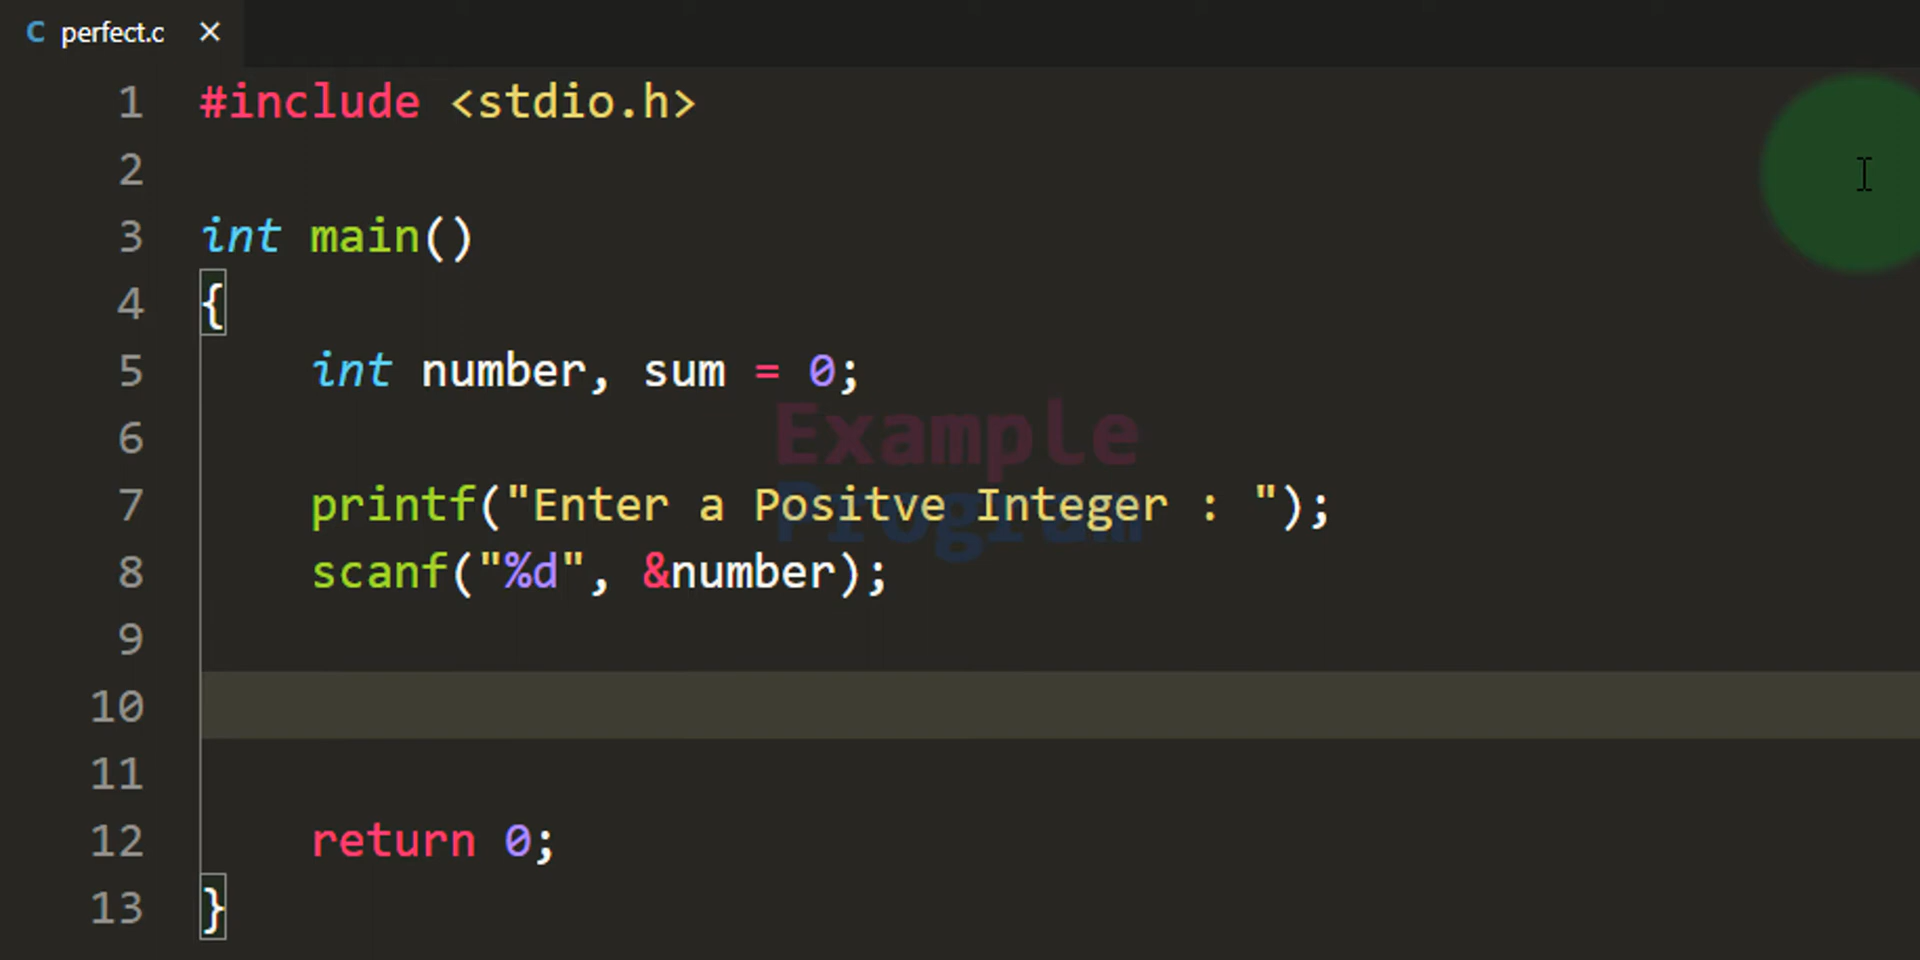 C perfect.c ×
1 #include <stdio.h>
2
3 int main()
4 {
5 int number, sum = 0;
6
Example
7 printf("Enter a Positve Integer : ");
Program
8 scanf("%d", &number);
9
10
11
12 return 0;
13 }